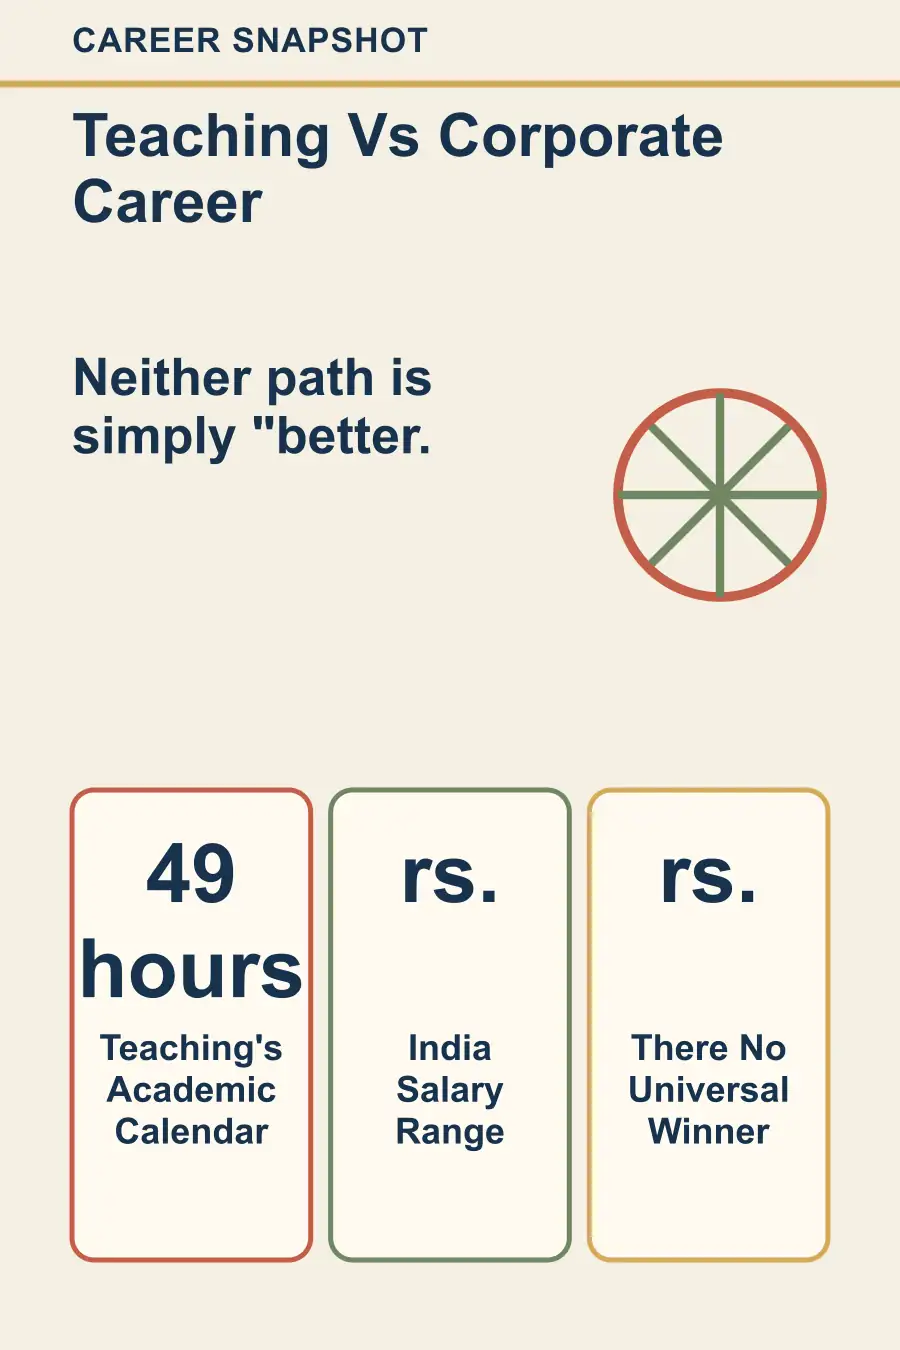 CAREER SNAPSHOT
Teaching Vs Corporate
Career
Neither path is
simply "better.
49
hours
Teaching's
Academic
Calendar
rs.
India
Salary
Range
rs.
There No
Universal
Winner